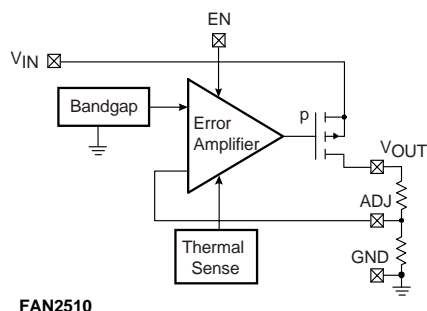 EN
VIN
Bandgap
Error
Amplifier
p
VOUT
ADJ
Thermal
Sense
GND
FAN2510